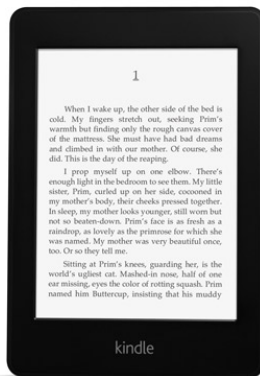 1
When I wake up, the other side of the bed is
cold. My fingers stretch out, seeking Prim's
warmth but finding only the rough canvas cover
of the mattress. She must have had bad dreams
and climbed in with our mother. Of course, she
did. This is the day of the reaping.
I prop myself up on one elbow. There's
enough light in the bedroom to see them. My little
sister, Prim, curled up on her side, cocooned in
my mother's body, their cheeks pressed together.
In sleep, my mother looks younger, still worn but
not so beaten-down. Prim's face is as fresh as a
raindrop, as lovely as the primrose for which she
was named. My mother was very beautiful once,
too. Or so they tell me.
Sitting at Prim's knees, guarding her, is the
world's ugliest cat. Mashed-in nose, half of one
ear missing, eyes the color of rotting squash. Prim
named him Buttercup, insisting that his muddy
kindle